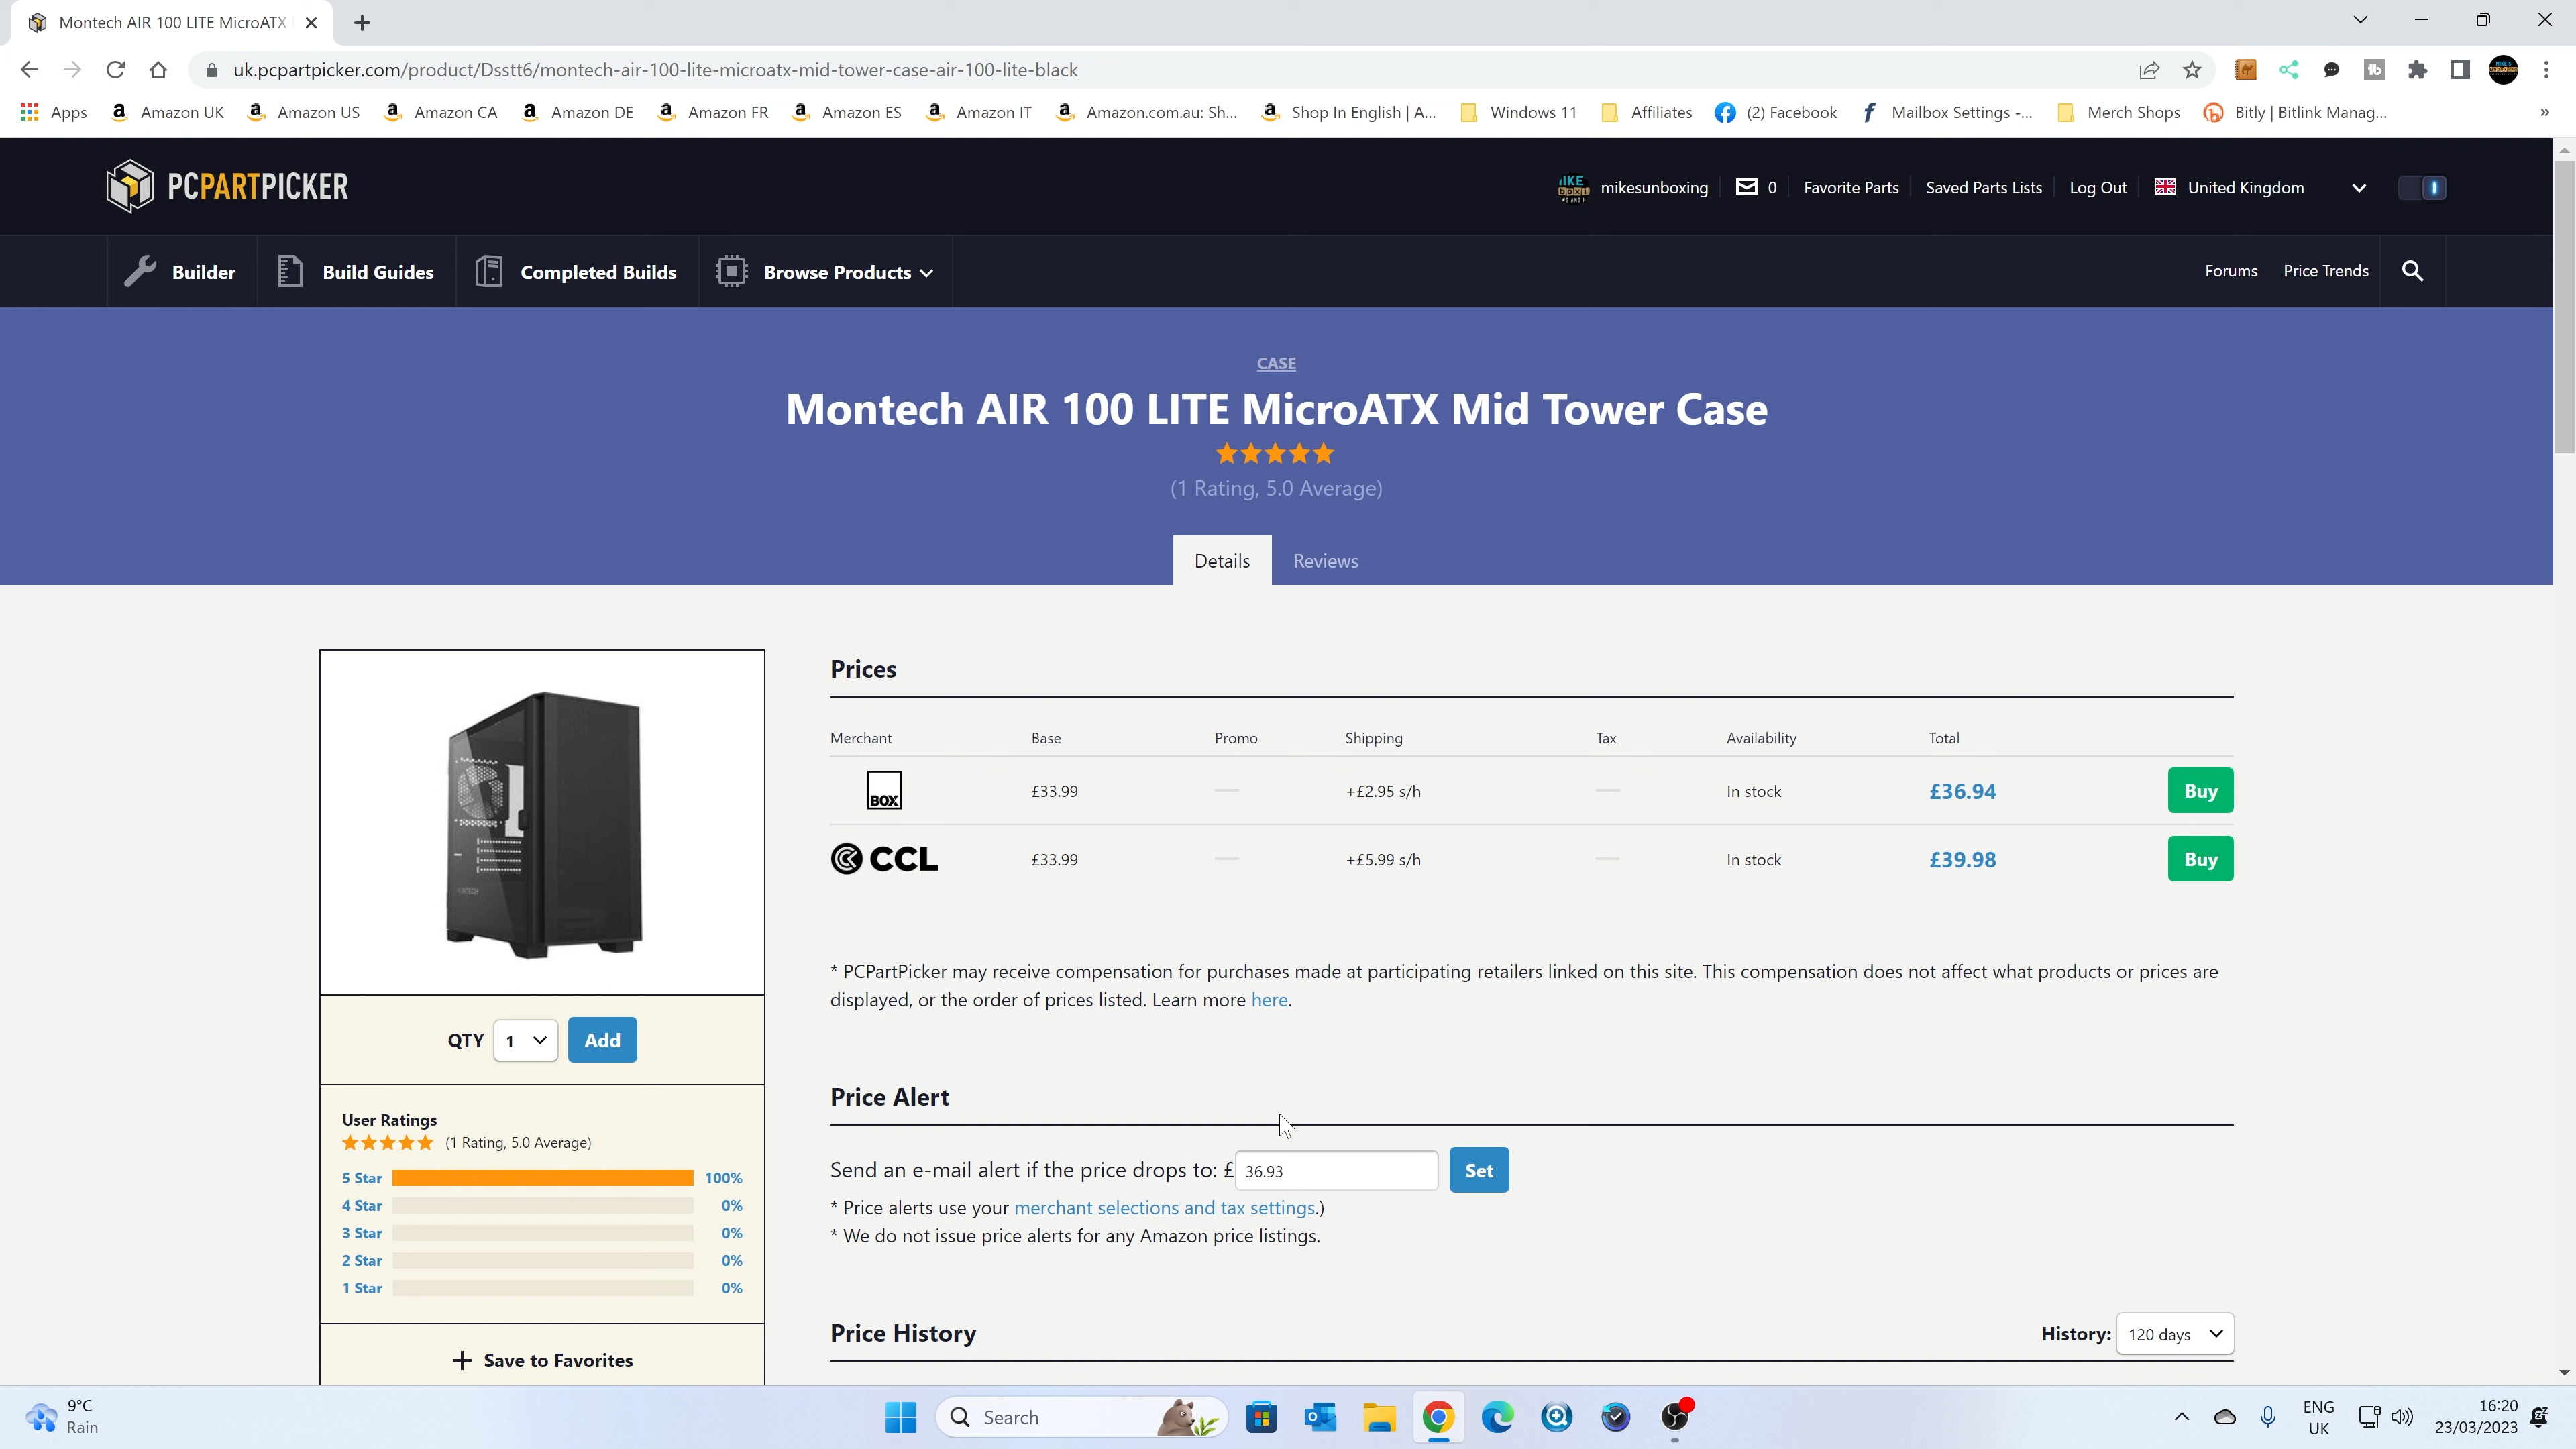 Montech AIR 100 LITE MicroATX
uk.pcpartpicker.com/product/Dsstt6/montech-air-100-lite-microatx-mid-tower-case-air-100-lite-black
Apps
Amazon UK
Amazon US
Amazon CA
Amazon DE
Amazon FR
Amazon ES
Amazon IT
Amazon.com.au: Sh...
Shop In English | A...
Windows 11
Affiliates
(2) Facebook
Mailbox Settings -...
Merch Shops
Bitly | Bitlink Manag...
»
PCPARTPICKER
mikesunboxing
0
Favorite Parts
Saved Parts Lists
Log Out
United Kingdom
Builder
Build Guides
Completed Builds
Browse Products
Forums
Price Trends
CASE
Montech AIR 100 LITE MicroATX Mid Tower Case
(1 Rating, 5.0 Average)
Details
Reviews
Prices
Merchant Base Promo Shipping Tax Availability Total
BOX £33.99 — +£2.95 s/h — In stock £36.94 Buy
CCL £33.99 — +£5.99 s/h — In stock £39.98 Buy
* PCPartPicker may receive compensation for purchases made at participating retailers linked on this site. This compensation does not affect what products or prices are
displayed, or the order of prices listed. Learn more here.
QTY 1 Add
Price Alert
Send an e-mail alert if the price drops to: £ 36.93 Set
* Price alerts use your merchant selections and tax settings.)
* We do not issue price alerts for any Amazon price listings.
User Ratings
(1 Rating, 5.0 Average)
5 Star 100%
4 Star 0%
3 Star 0%
2 Star 0%
1 Star 0%
+ Save to Favorites
Price History
History: 120 days
9°C
Rain
Search
ENG
UK
16:20
23/03/2023